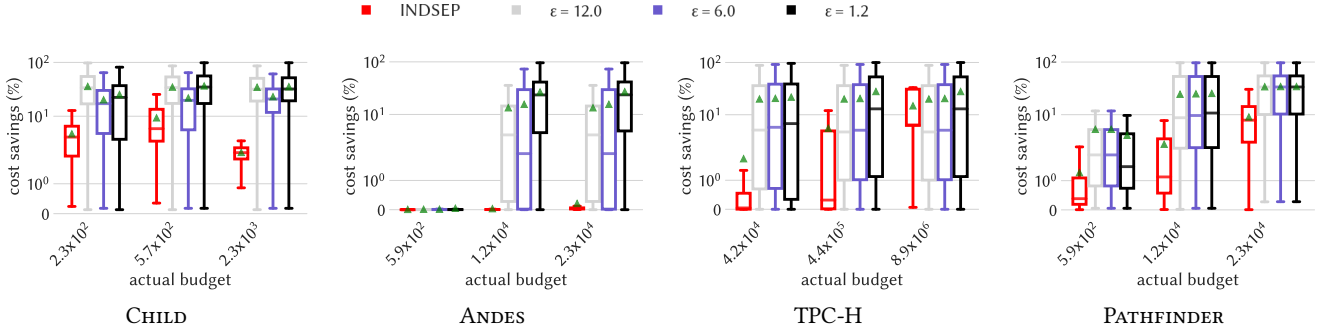 INDSEP ε = 12.0 ε = 6.0 ε = 1.2
cost savings (%)
10²
10¹
10⁰
0
2.3x10²
5.7x10²
2.3x10³
actual budget
CHILD
cost savings (%)
10²
10¹
10⁰
0
5.9x10²
1.2x10⁴
2.3x10⁴
actual budget
ANDES
cost savings (%)
10²
10¹
10⁰
0
4.2x10⁴
4.4x10⁵
8.9x10⁶
actual budget
TPC-H
cost savings (%)
10²
10¹
10⁰
0
5.9x10²
1.2x10⁴
2.3x10⁴
actual budget
PATHFINDER